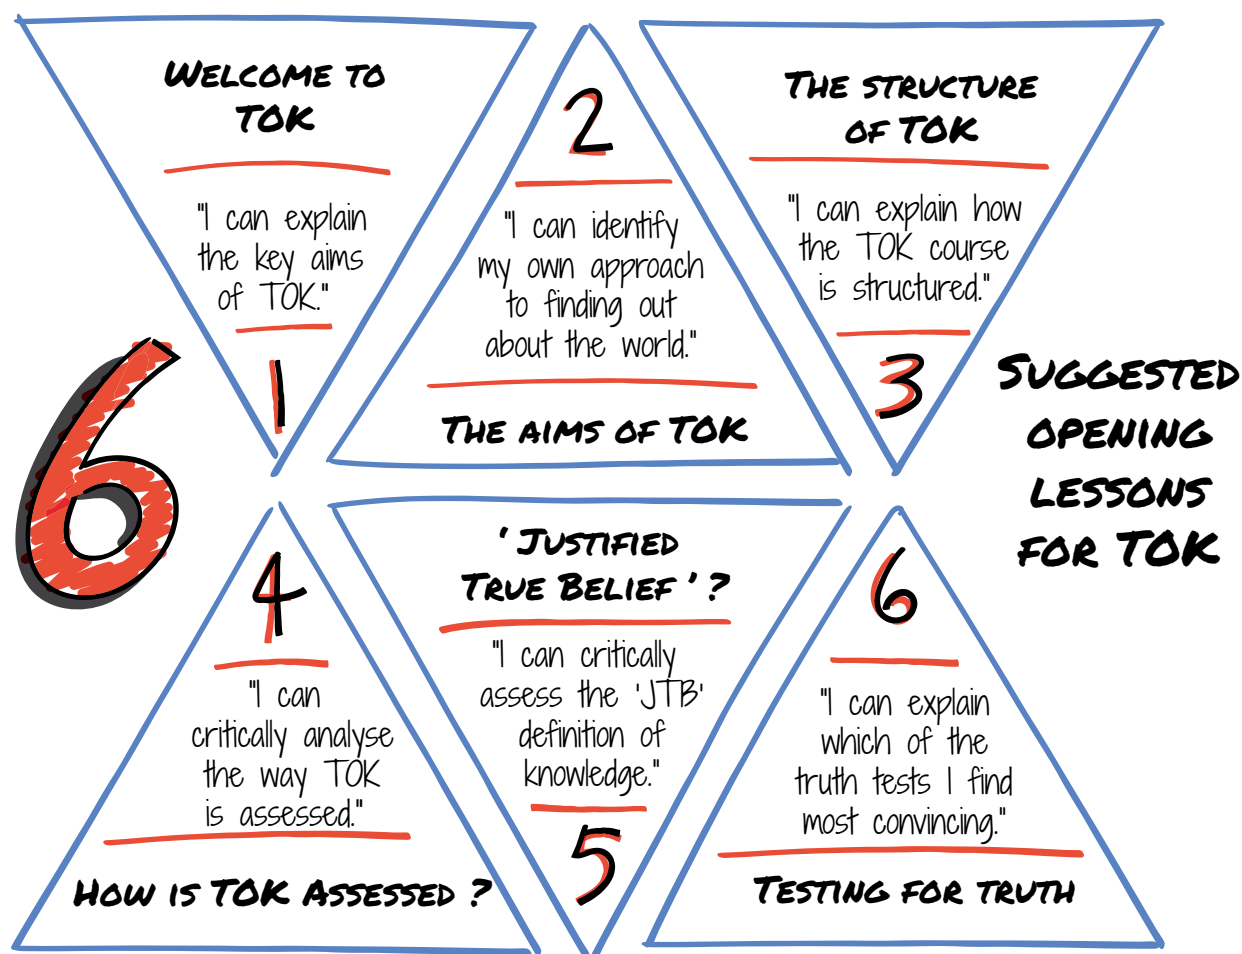 Welcome to
TOK
"I can explain
the key aims
of TOK."
1
2
"I can identify
my own approach
to finding out
about the world."
The aims of TOK
The structure
of TOK
"I can explain how
the TOK course
is structured."
3
6
Suggested
opening
lessons
for TOK
4
"I can
critically analyse
the way TOK
is assessed."
How is TOK Assessed ?
' Justified
True Belief ' ?
"I can critically
assess the 'JTB'
definition of
knowledge."
5
6
"I can explain
which of the
truth tests I find
most convincing."
Testing for truth